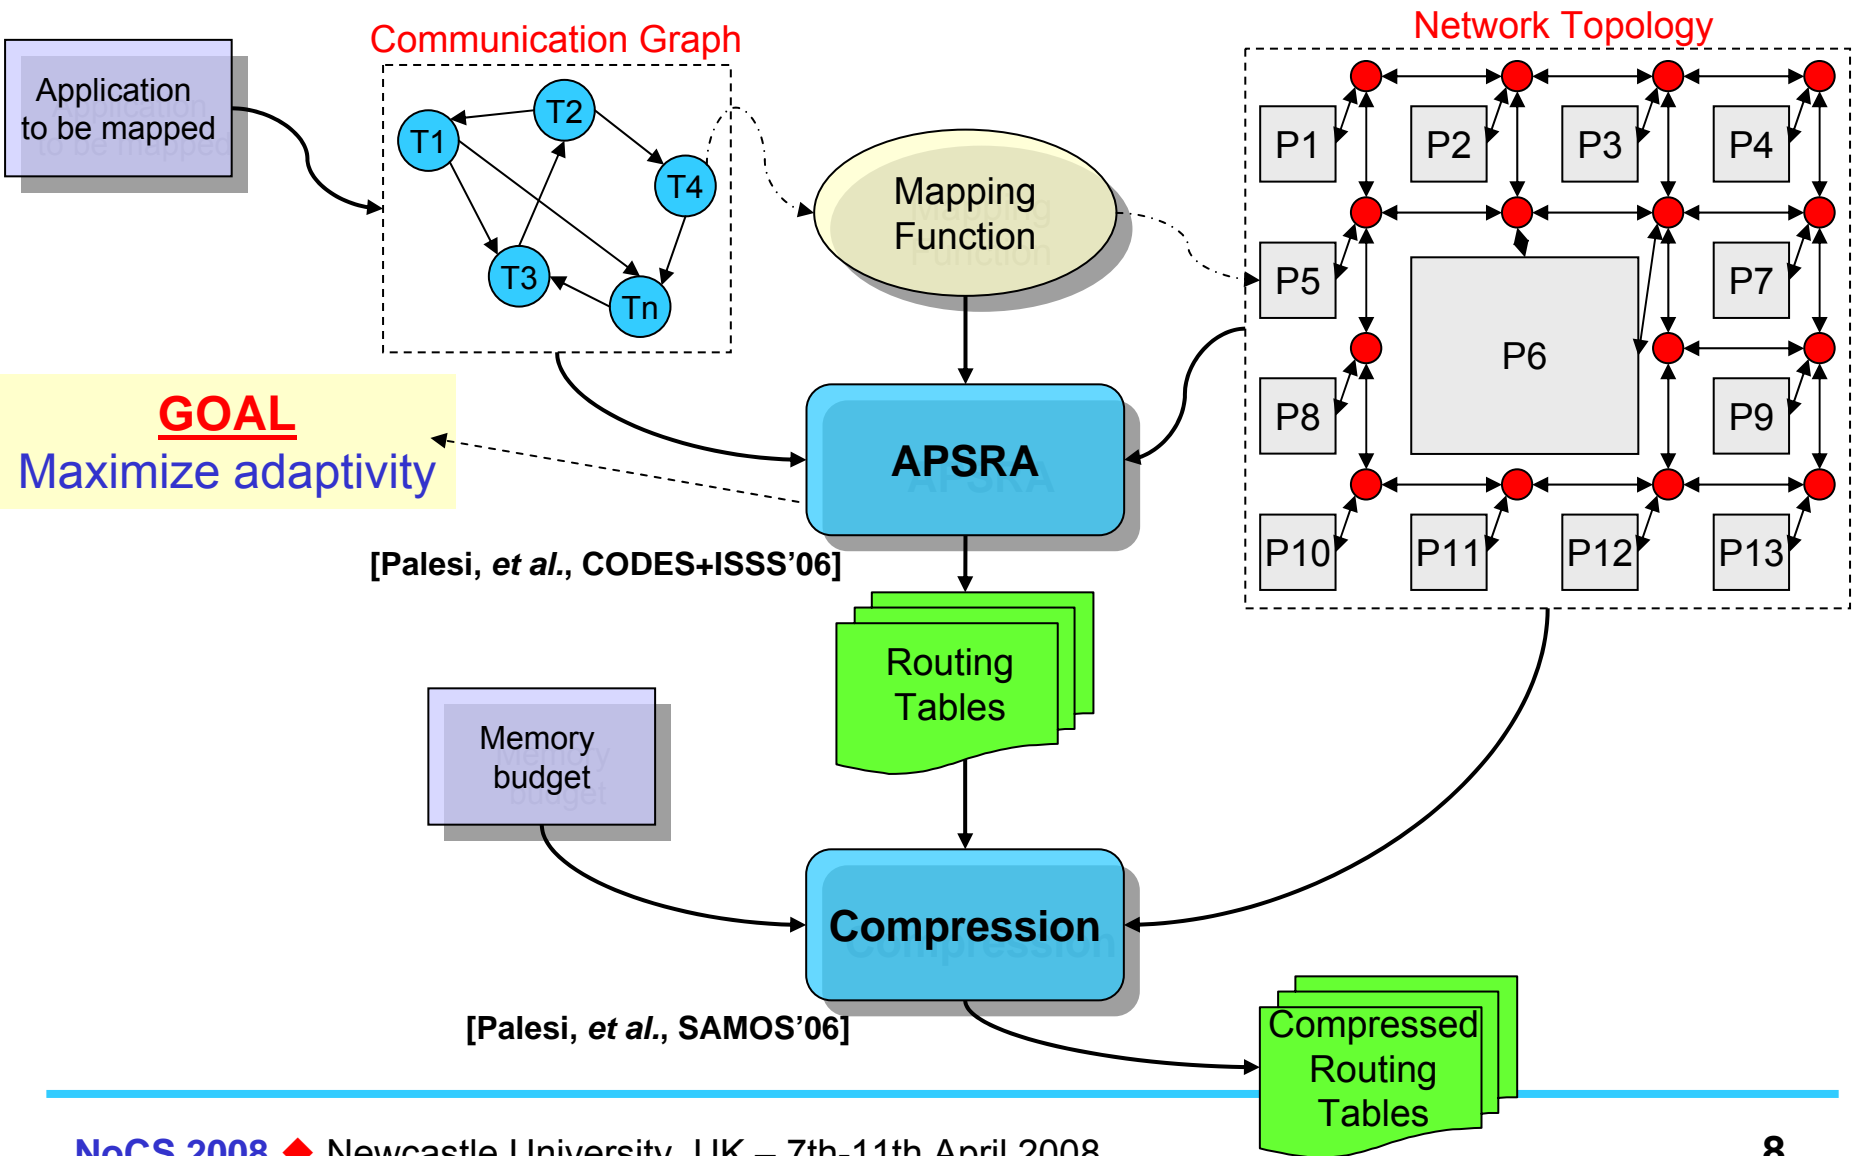 Communication Graph
Network Topology
Application
to be mapped
T1
T2
T3
T4
Tn
Mapping
Function
P1
P2
P3
P4
P5
P6
P7
P8
P9
P10
P11
P12
P13
GOAL
Maximize adaptivity
APSRA
[Palesi, et al., CODES+ISSS’06]
Routing
Tables
Memory
budget
Compression
[Palesi, et al., SAMOS’06]
Compressed
Routing
Tables
NoCS 2008 ◆ Newcastle University, UK – 7th-11th April 2008
8